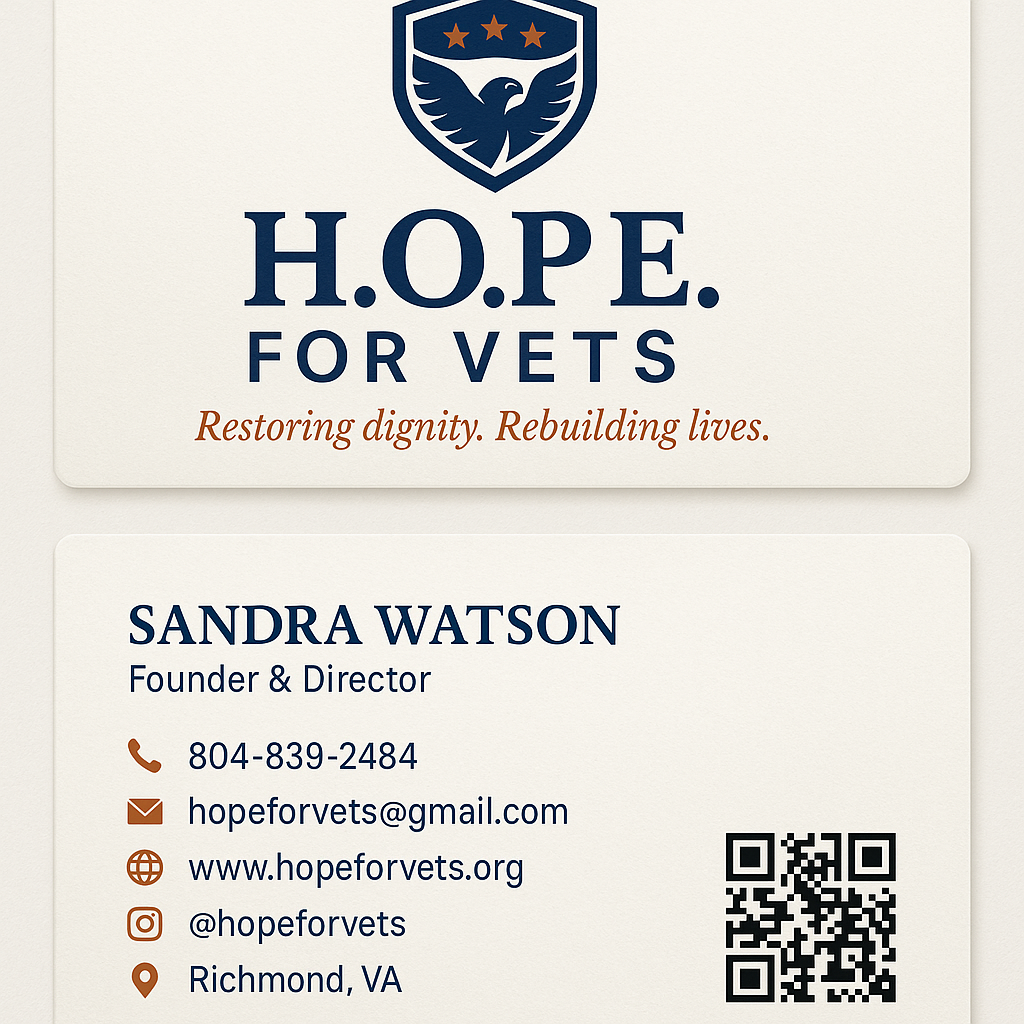 H.O.P.E.
FOR VETS
Restoring dignity. Rebuilding lives.
SANDRA WATSON
Founder & Director
804-839-2484
hopeforvets@gmail.com
www.hopeforvets.org
@hopeforvets
Richmond, VA